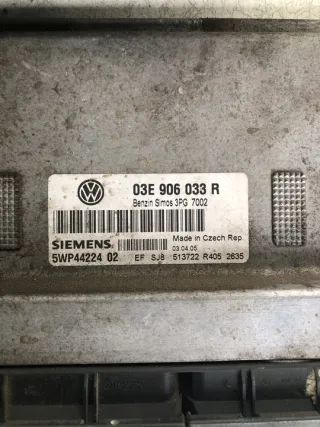 03E 906 033 R
Benzin Simos 3PG 7002
SIEMENS
Made in Czech Rep.
03.04.05
5WP44224 02 EF SJ8 513722 R405 2635